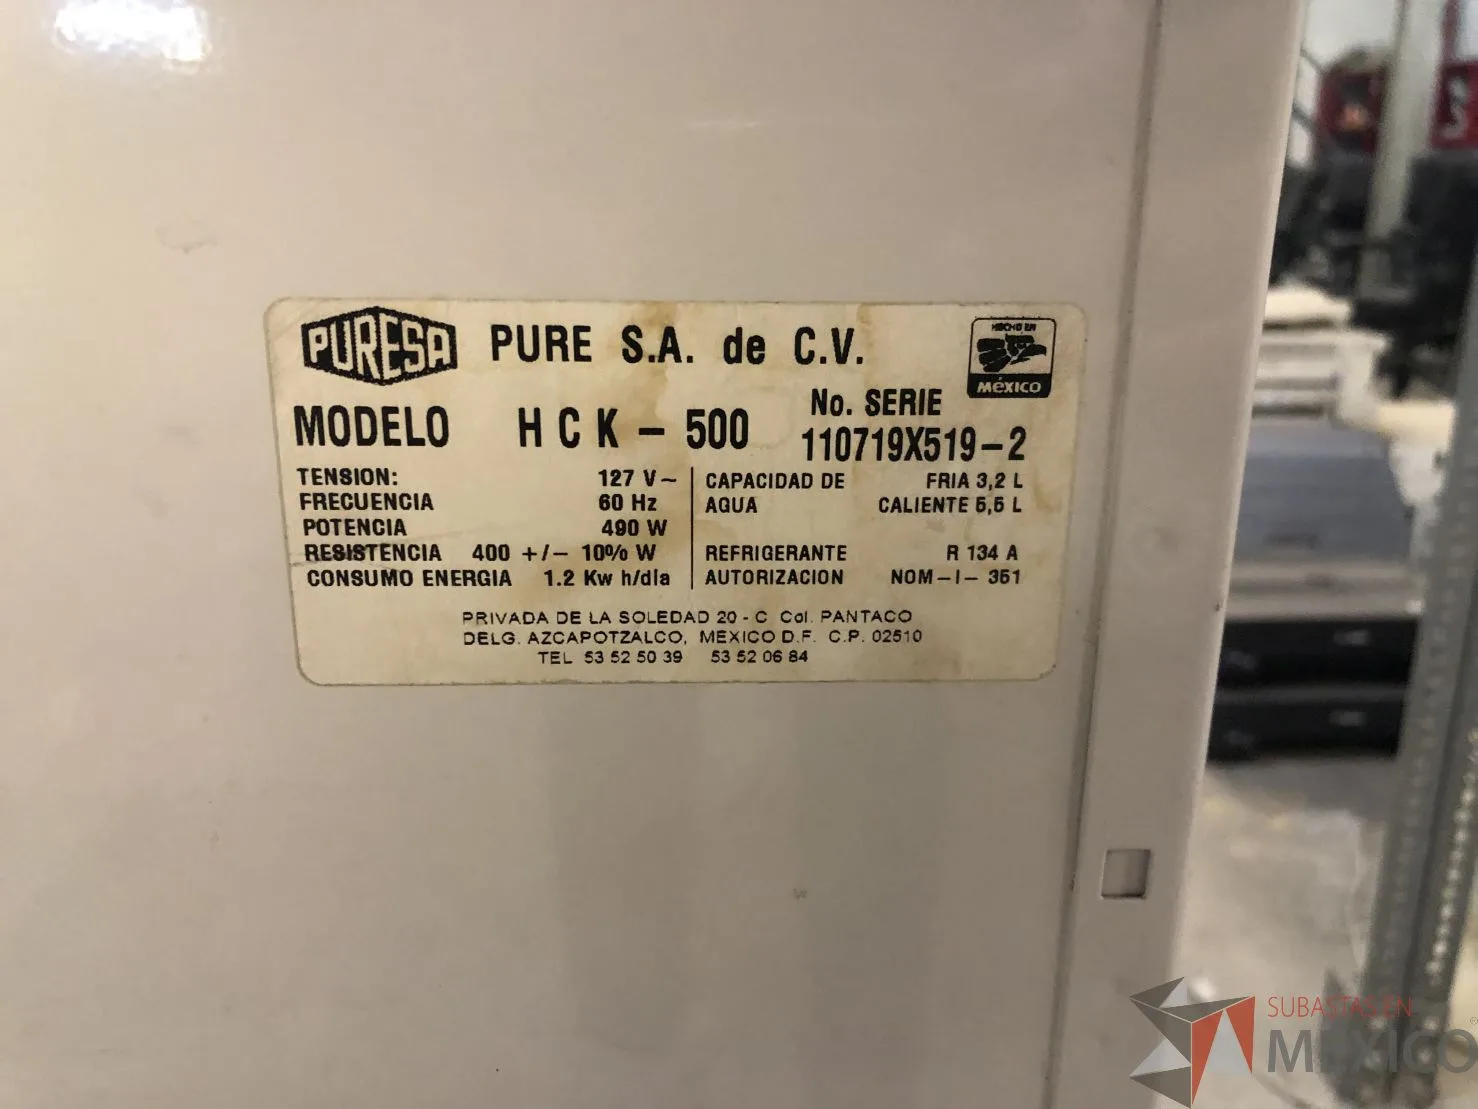 PURESA PURE S.A. de C.V.
HECHO EN
MéXICO
MODELO HCK-500
No. SERIE
110719X519-2
TENSION: 127 V~
FRECUENCIA 60 Hz
POTENCIA 490 W
RESISTENCIA 400 +/- 10% W
CONSUMO ENERGIA 1.2 Kw h/dia
CAPACIDAD DE FRIA 3,2 L
AGUA CALIENTE 5,5 L
REFRIGERANTE R 134 A
AUTORIZACION NOM-I-351
PRIVADA DE LA SOLEDAD 20 - C Col. PANTACO
DELG. AZCAPOTZALCO, MEXICO D.F. C.P. 02510
TEL 53 52 50 39 53 52 06 84
SUBASTAS EN
MÉXICO®